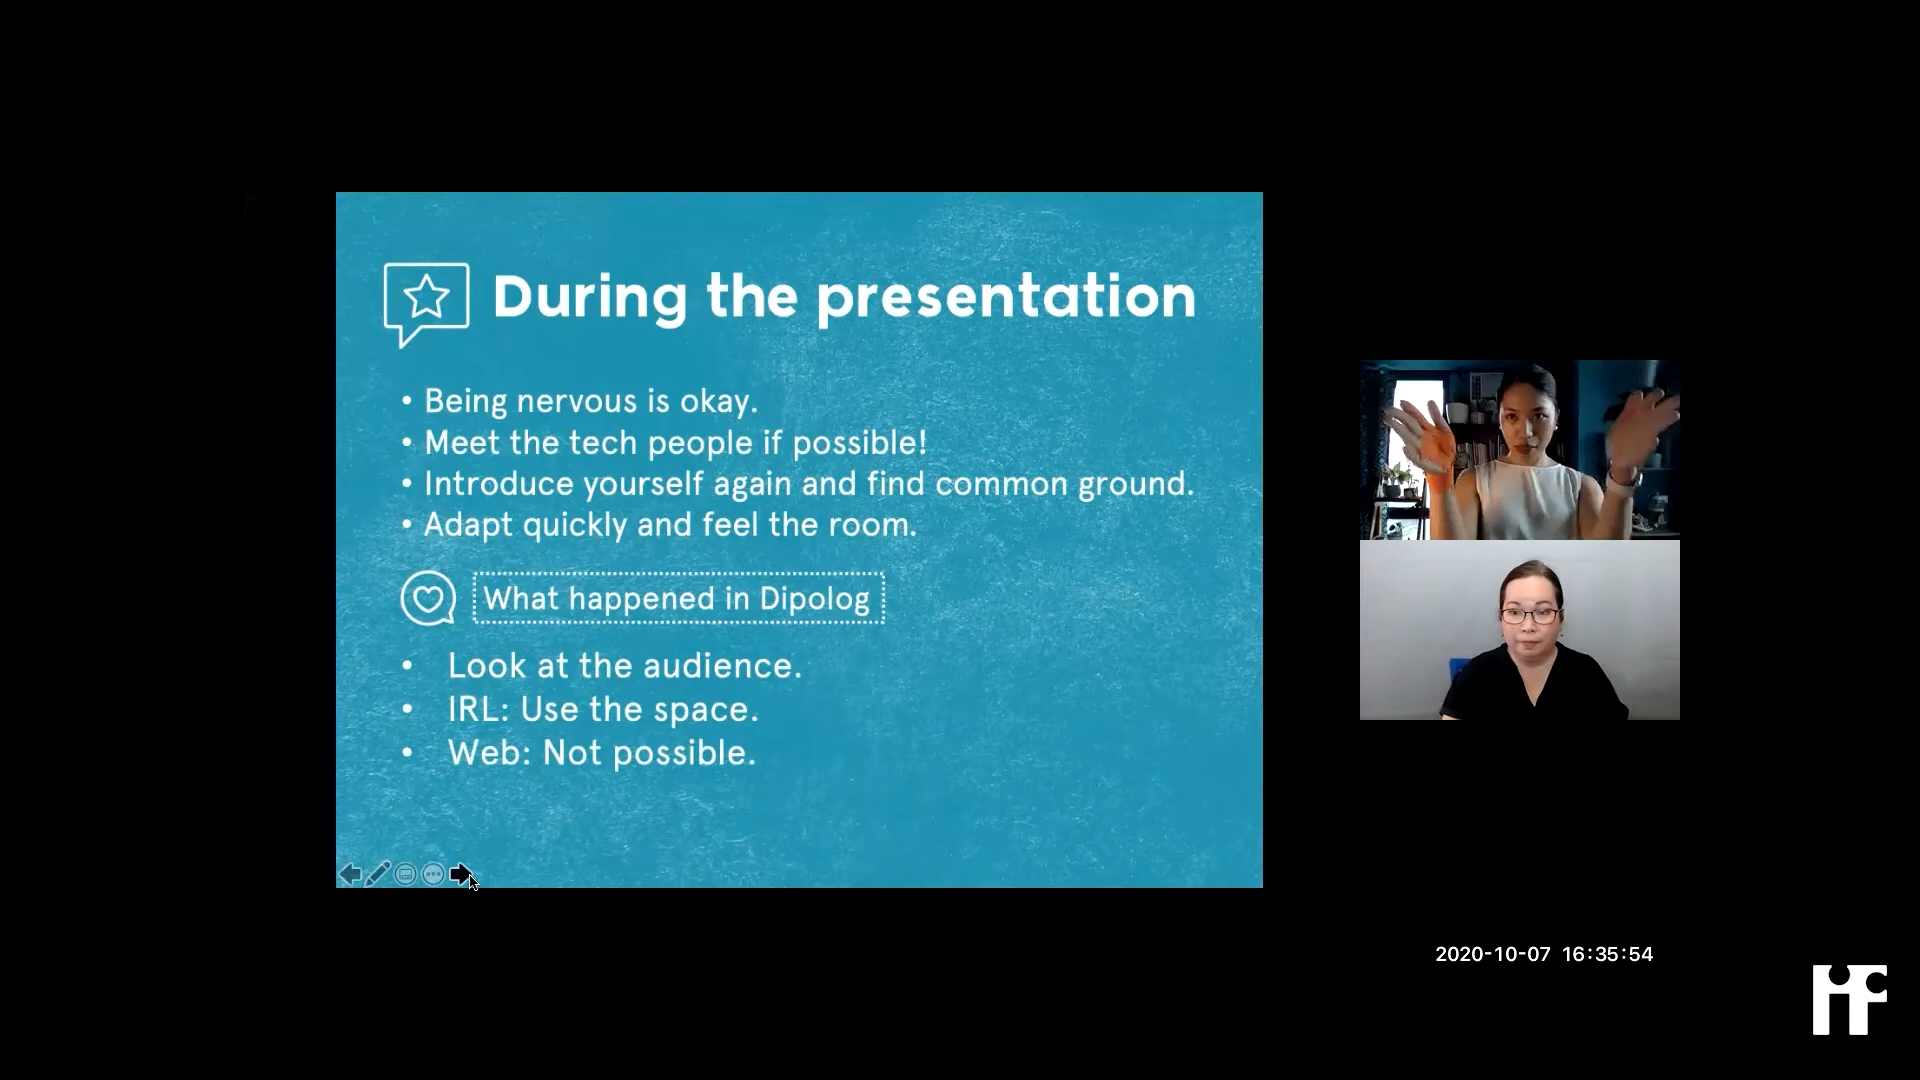 During the presentation
• Being nervous is okay.
• Meet the tech people if possible!
• Introduce yourself again and find common ground.
• Adapt quickly and feel the room.
What happened in Dipolog
• Look at the audience.
• IRL: Use the space.
• Web: Not possible.
2020-10-07 16:35:54